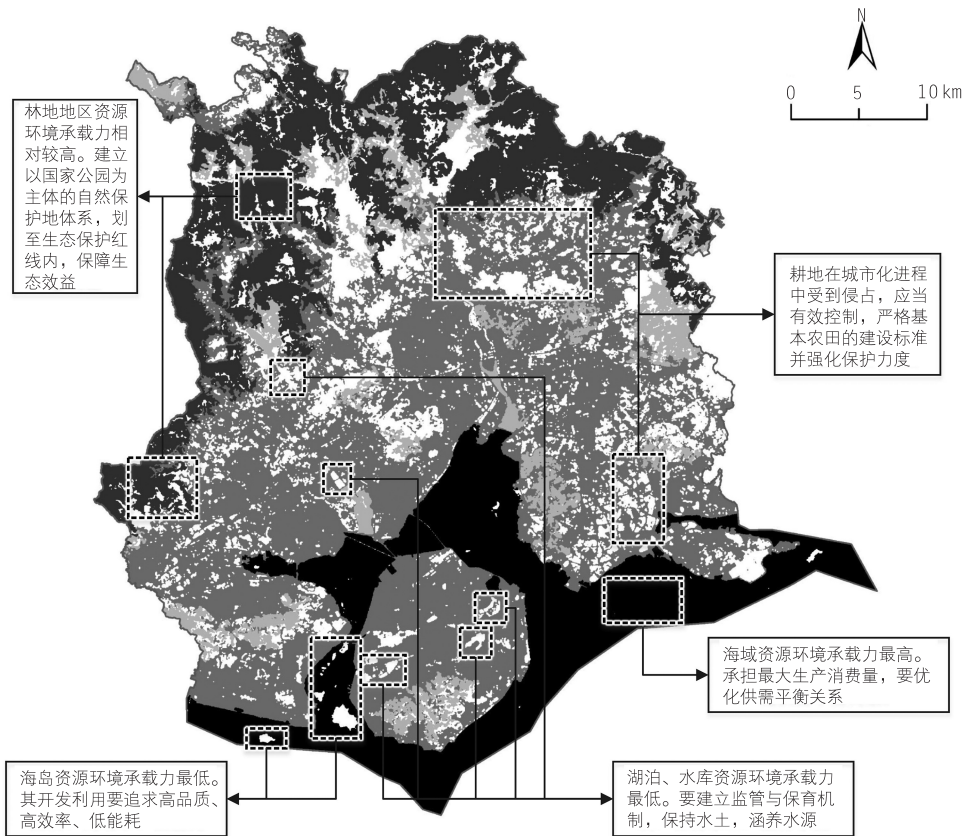 N
0 5 10 km
林地地区资源
环境承载力相
对较高。建立
以国家公园为
主体的自然保
护地体系，划
至生态保护红
线内，保障生
态效益
耕地在城市化进程
中受到侵占，应当
有效控制，严格基
本农田的建设标准
并强化保护力度
海域资源环境承载力最高。
承担最大生产消费量，要优
化供需平衡关系
海岛资源环境承载力最低。
其开发利用要追求高品质、
高效率、低能耗
湖泊、水库资源环境承载力
最低。要建立监管与保育机
制，保持水土，涵养水源